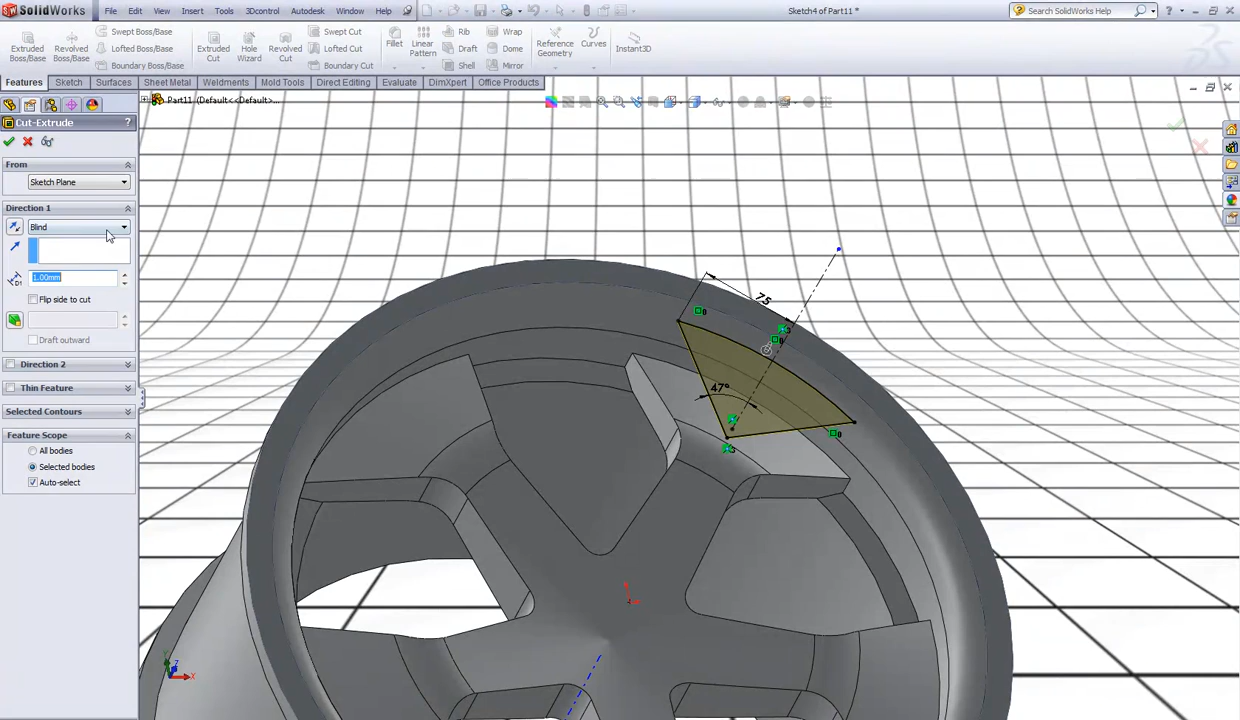 SolidWorks File Edit View Insert Tools 3Dcontrol Autodesk Window Help Sketch4 of Part11 * Search SolidWorks Help
Extruded Boss/Base
Revolved Boss/Base
Swept Boss/Base
Lofted Boss/Base
Boundary Boss/Base
Extruded Cut
Hole Wizard
Revolved Cut
Swept Cut
Lofted Cut
Boundary Cut
Fillet
Linear Pattern
Rib
Draft
Shell
Wrap
Dome
Mirror
Reference Geometry
Curves
Instant3D
Features Sketch Surfaces Sheet Metal Weldments Mold Tools Direct Editing Evaluate DimXpert Office Products
Part11 (Default<<Default>...
Cut-Extrude ?
From
Sketch Plane
Direction 1
Blind
D1 1.00mm
Flip side to cut
Draft outward
Direction 2
Thin Feature
Selected Contours
Feature Scope
All bodies
Selected bodies
Auto-select
75
47°
Y
Z
X